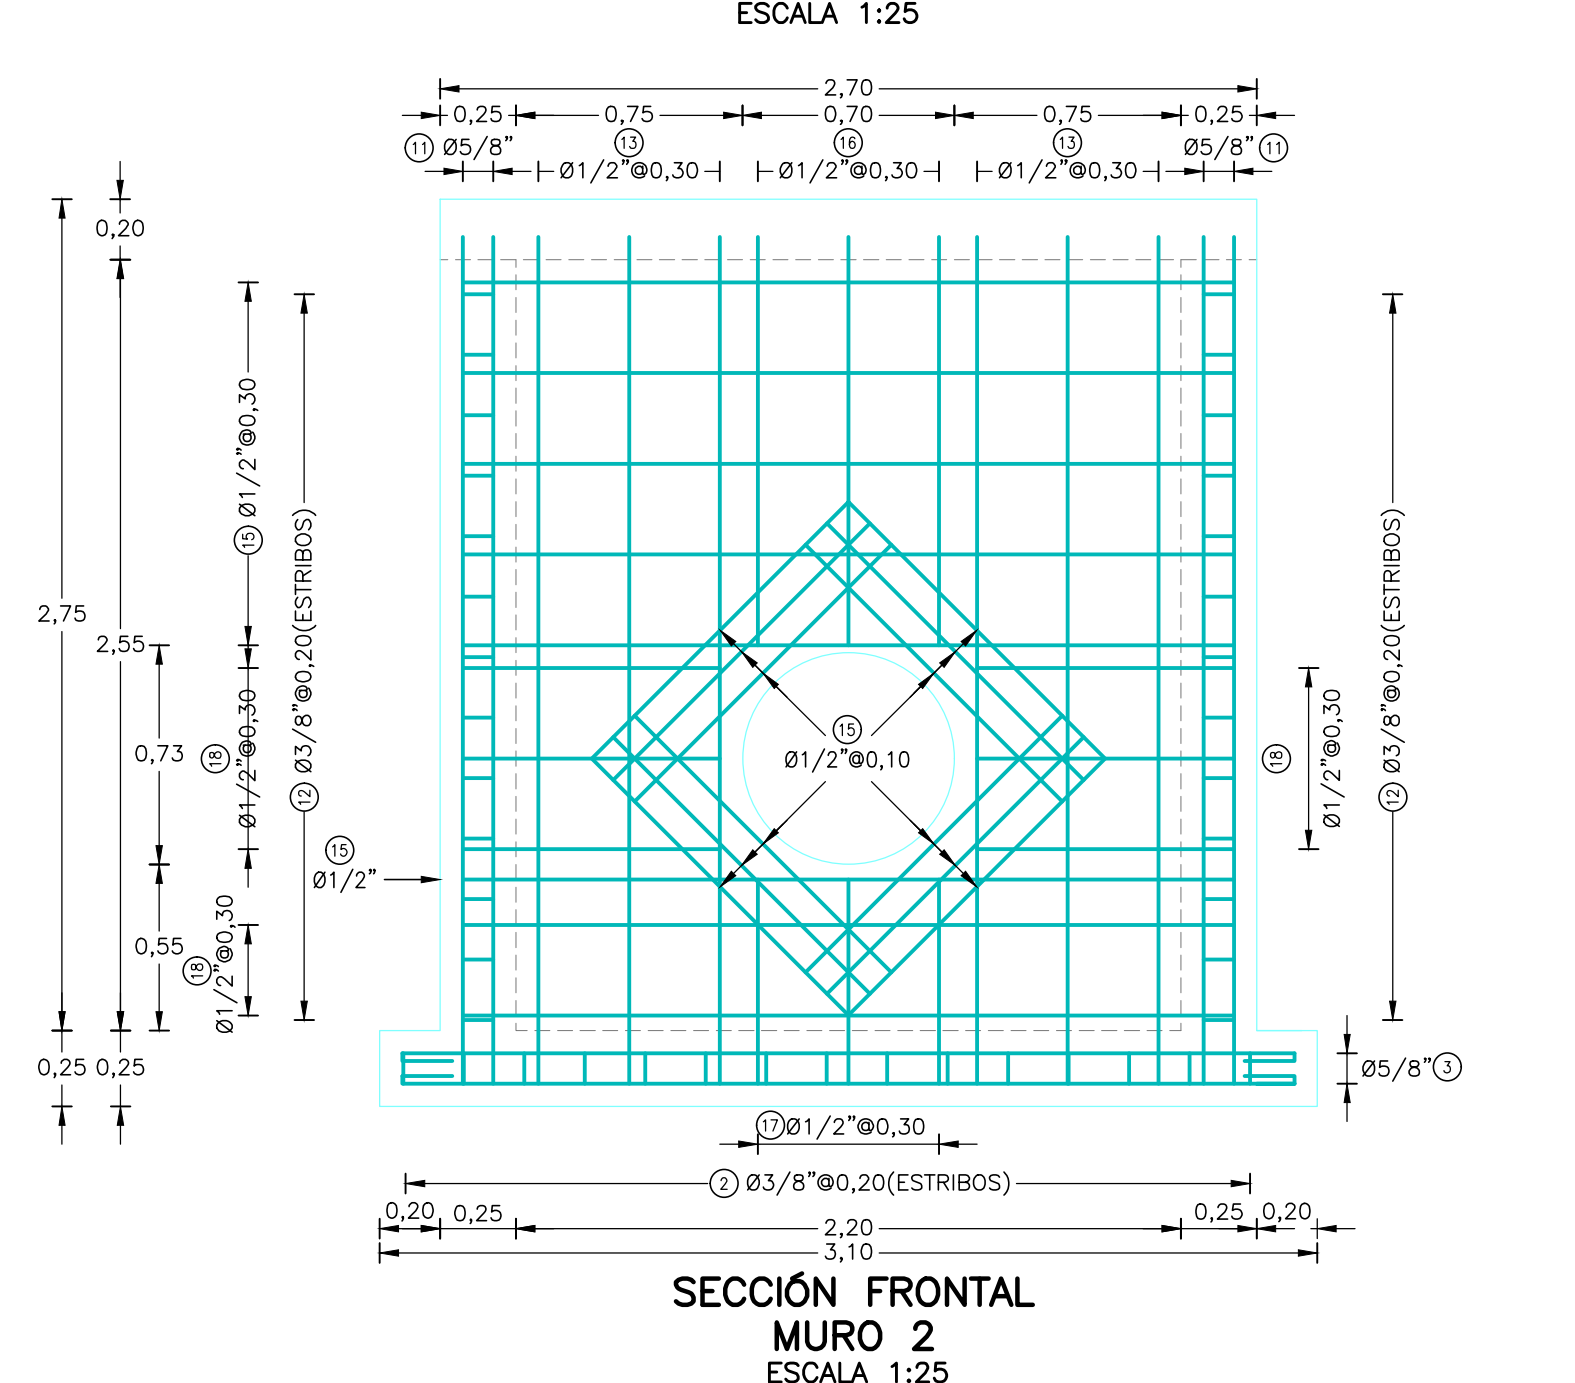 ESCALA 1:25
2,70
0,25 0,75 0,70 0,75 0,25
11 Ø5/8" 13 16 13 Ø5/8" 11
Ø1/2"@0,30 Ø1/2"@0,30 Ø1/2"@0,30
0,20
15 Ø1/2"@0,30
12 Ø3/8"@0,20(ESTRIBOS)
12 Ø3/8"@0,20(ESTRIBOS)
2,75
2,55
0,73
18 Ø1/2"@0,30
15
Ø1/2"@0,10
18 Ø1/2"@0,30
15
Ø1/2"
0,55
18 Ø1/2"@0,30
0,25 0,25
Ø5/8" 3
17 Ø1/2"@0,30
2 Ø3/8"@0,20(ESTRIBOS)
0,20 0,25 2,20 0,25 0,20
3,10
SECCIÓN FRONTAL
MURO 2
ESCALA 1:25